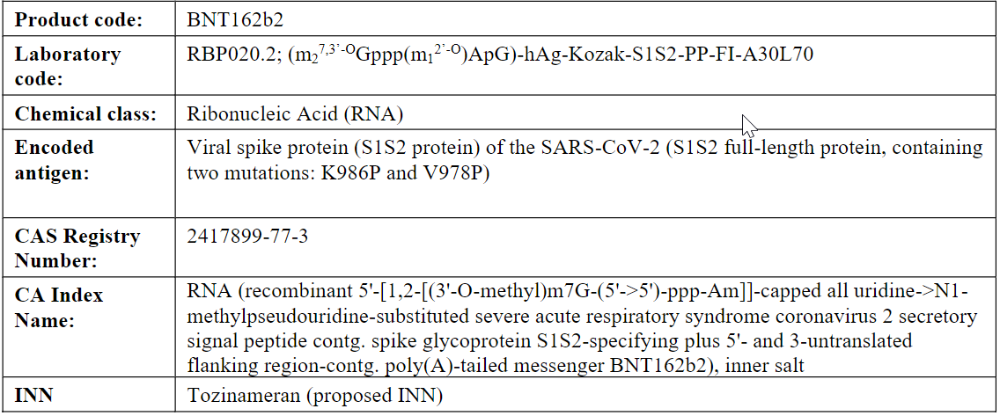 Product code: BNT162b2
Laboratory code: RBP020.2; (m₂⁷,³’⁻ᴼGppp(m₁²’⁻ᴼ)ApG)-hAg-Kozak-S1S2-PP-FI-A30L70
Chemical class: Ribonucleic Acid (RNA)
Encoded antigen: Viral spike protein (S1S2 protein) of the SARS-CoV-2 (S1S2 full-length protein, containing
two mutations: K986P and V978P)
CAS Registry Number: 2417899-77-3
CA Index Name: RNA (recombinant 5'-[1,2-[(3'-O-methyl)m7G-(5'->5')-ppp-Am]]-capped all uridine->N1-
methylpseudouridine-substituted severe acute respiratory syndrome coronavirus 2 secretory
signal peptide contg. spike glycoprotein S1S2-specifying plus 5'- and 3-untranslated
flanking region-contg. poly(A)-tailed messenger BNT162b2), inner salt
INN Tozinameran (proposed INN)